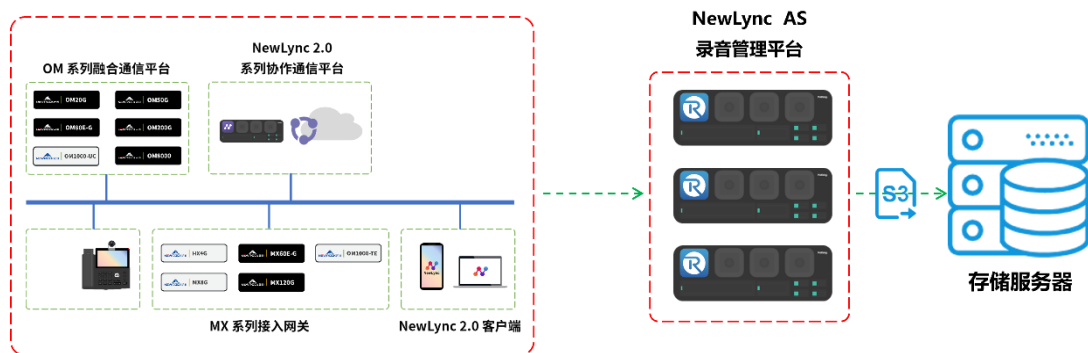 NewLync AS
录音管理平台
NewLync 2.0
系列协作通信平台
OM 系列融合通信平台
OM20G
OM50G
OM80E-G
OM200G
OM1000-UC
S3
HX4G
MX60E-G
OM1000-TE
MX8G
MX120G
NewLync
NewLync
MX 系列接入网关
NewLync 2.0 客户端
存储服务器